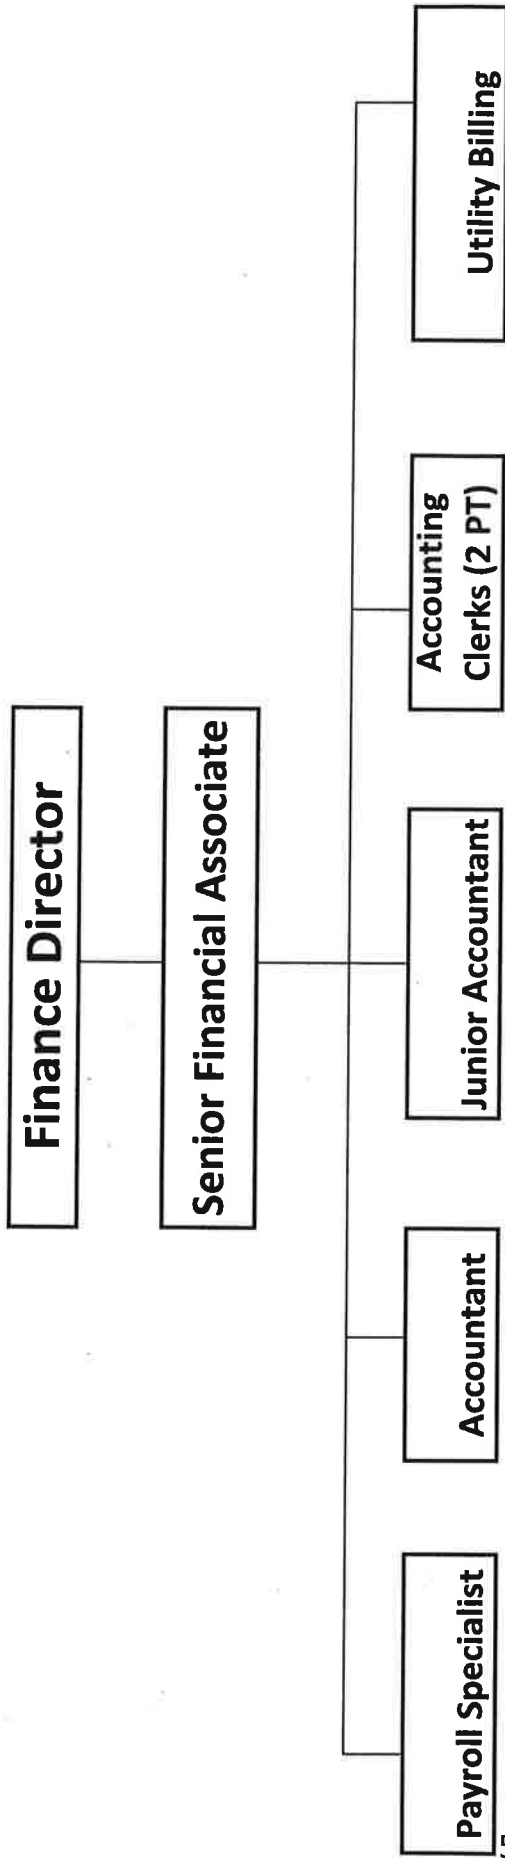 Finance Director
Senior Financial Associate
Payroll Specialist
Accountant
Junior Accountant
Accounting
Clerks (2 PT)
Utility Billing